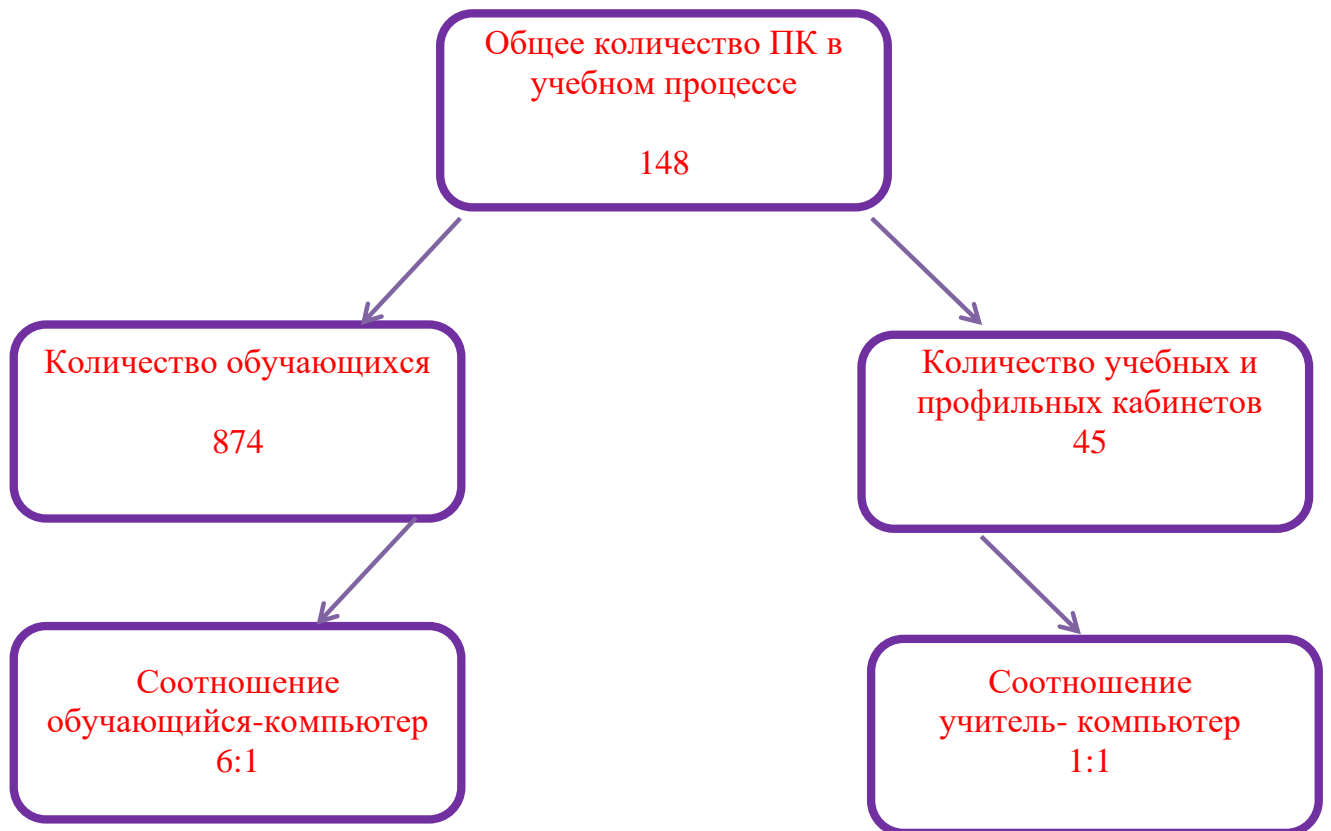 Общее количество ПК в
учебном процессе
148
Количество обучающихся
874
Количество учебных и
профильных кабинетов
45
Соотношение
обучающийся-компьютер
6:1
Соотношение
учитель- компьютер
1:1